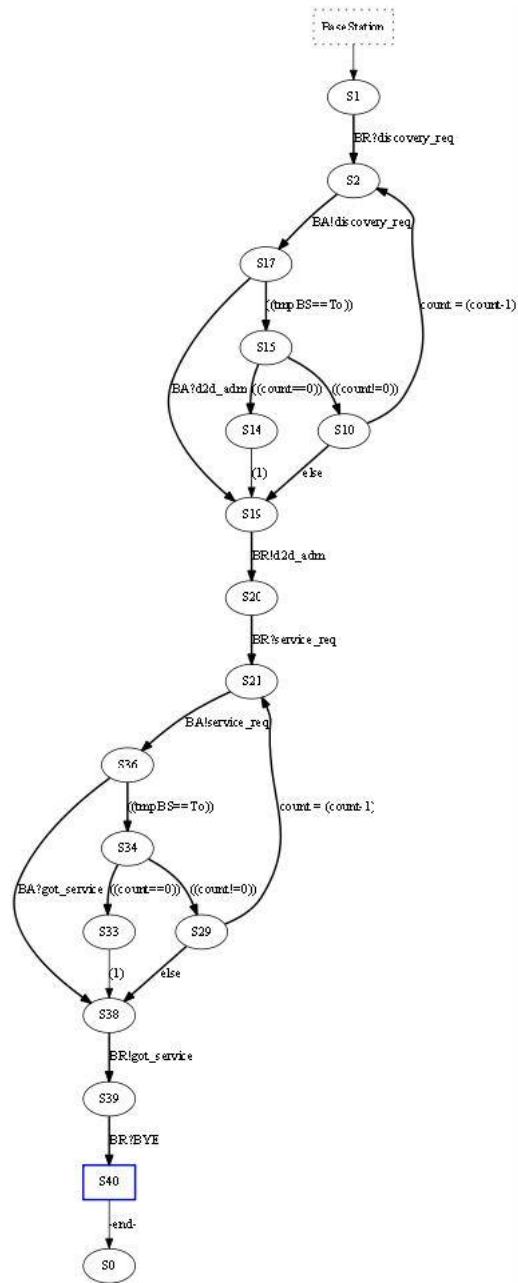 BaseStation
S1
BR?discovery_req
S2
BA!discovery_req
S17
((tmpBS==To))
count = (count-1)
S15
BA?d2d_adm
((count==0))
((count!=0))
S14
S10
(1)
else
S19
BR!d2d_adm
S20
BR?service_req
S21
BA!service_req
S36
((tmpBS==To))
count = (count-1)
S34
BA?got_service
((count==0))
((count!=0))
S33
S29
(1)
else
S38
BR!got_service
S39
BR?BYE
S40
-end-
S0